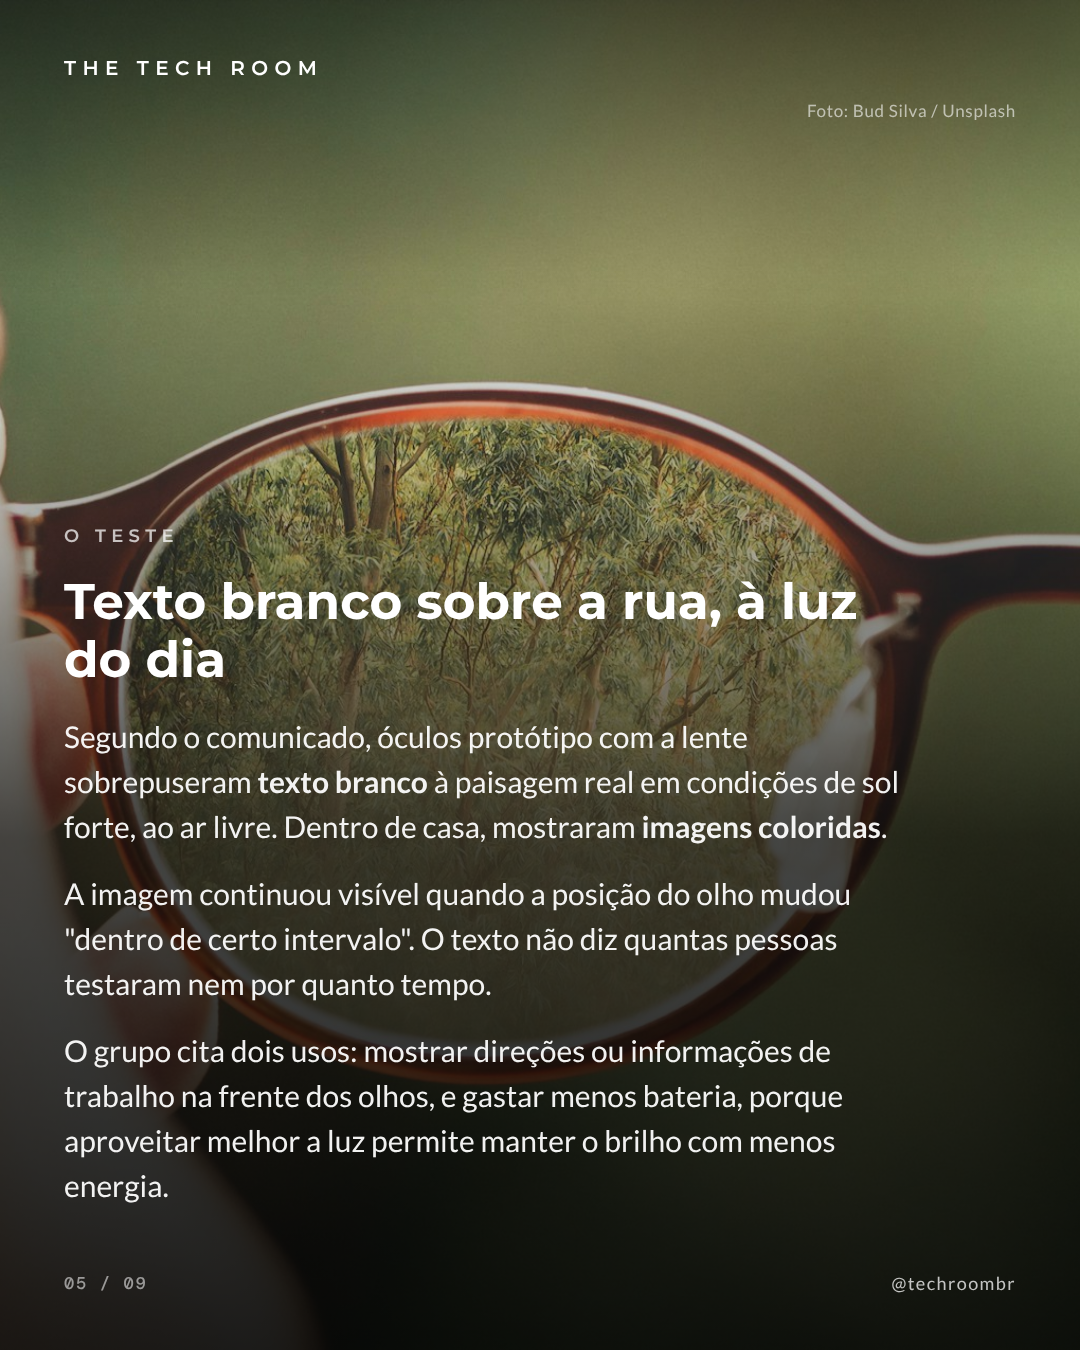 THE TECH ROOM
Foto: Bud Silva / Unsplash
O TESTE
Texto branco sobre a rua, à luz
do dia
Segundo o comunicado, óculos protótipo com a lente
sobrepuseram texto branco à paisagem real em condições de sol
forte, ao ar livre. Dentro de casa, mostraram imagens coloridas.
A imagem continuou visível quando a posição do olho mudou
"dentro de certo intervalo". O texto não diz quantas pessoas
testaram nem por quanto tempo.
O grupo cita dois usos: mostrar direções ou informações de
trabalho na frente dos olhos, e gastar menos bateria, porque
aproveitar melhor a luz permite manter o brilho com menos
energia.
05 / 09
@techroombr